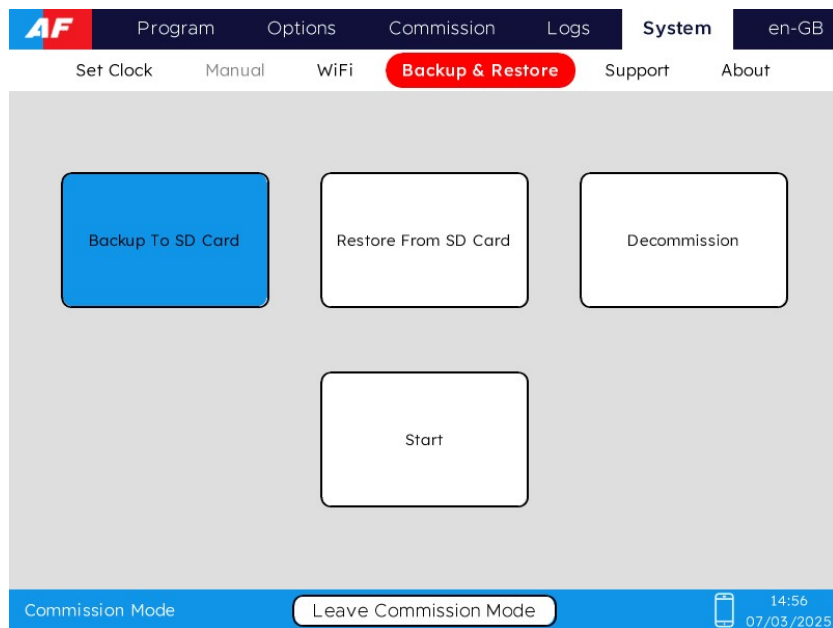 AF Program Options Commission Logs System en-GB
Set Clock Manual WiFi Backup & Restore Support About
Backup To SD Card Restore From SD Card Decommission
Start
Commission Mode Leave Commission Mode 14:56
07/03/2025